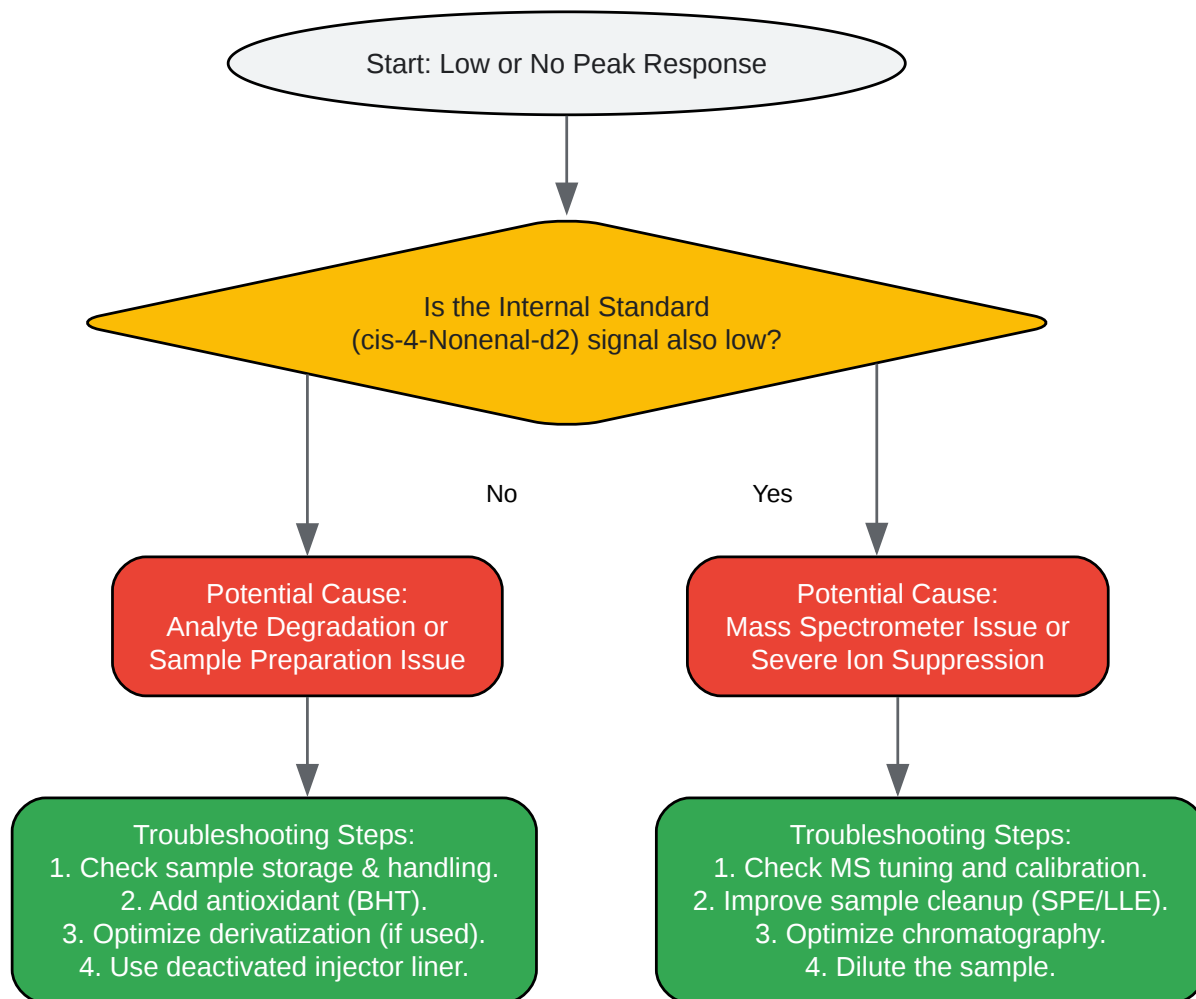 Start: Low or No Peak Response
Is the Internal Standard
(cis-4-Nonenal-d2) signal also low?
No
Yes
Potential Cause:
Analyte Degradation or
Sample Preparation Issue
Potential Cause:
Mass Spectrometer Issue or
Severe Ion Suppression
Troubleshooting Steps:
1. Check sample storage & handling.
2. Add antioxidant (BHT).
3. Optimize derivatization (if used).
4. Use deactivated injector liner.
Troubleshooting Steps:
1. Check MS tuning and calibration.
2. Improve sample cleanup (SPE/LLE).
3. Optimize chromatography.
4. Dilute the sample.